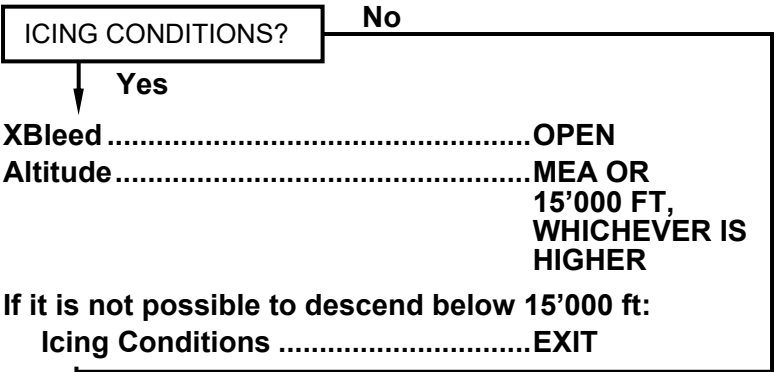 ICING CONDITIONS?
No
Yes
XBleed....................................................OPEN
Altitude...................................................MEA OR
15’000 FT,
WHICHEVER IS
HIGHER
If it is not possible to descend below 15’000 ft:
Icing Conditions ...............................EXIT